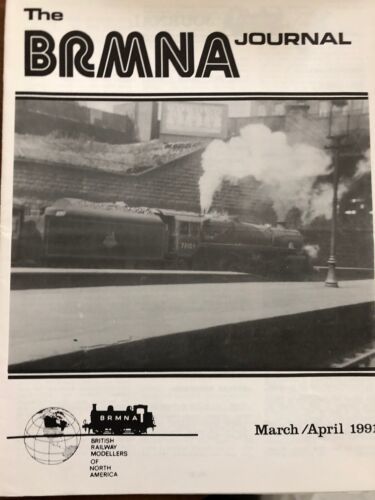 The
BRMNA JOURNAL
BRMNA
BRITISH
RAILWAY
MODELLERS
OF
NORTH
AMERICA
March/April 1991